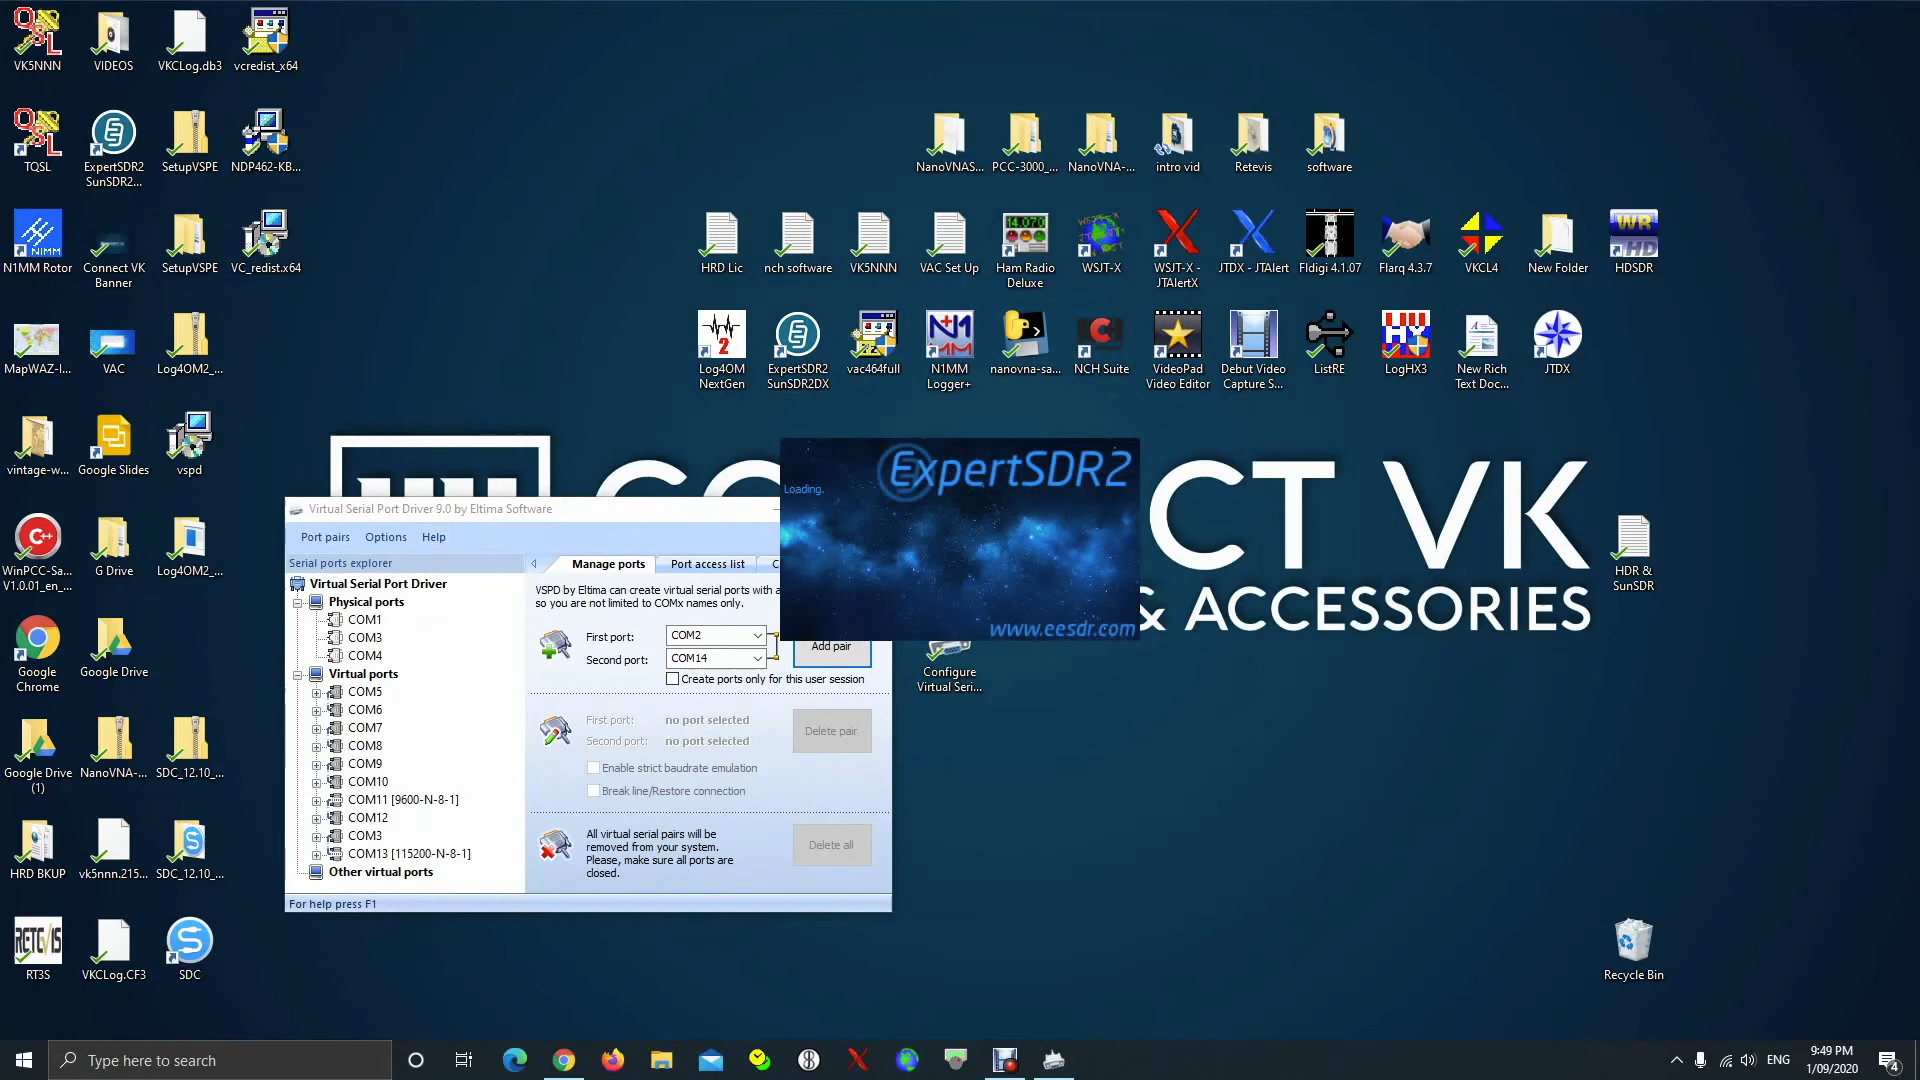 VK5NNN
VIDEOS
VKCLog.db3
vcredist_x64
TQSL
ExpertSDR2
SunSDR2...
SetupVSPE
NDP462-KB...
NanoVNAS...
PCC-3000_...
NanoVNA-...
intro vid
Retevis
software
N1MM Rotor
Connect VK
Banner
SetupVSPE
VC_redist.x64
HRD Lic
nch software
VK5NNN
VAC Set Up
Ham Radio
Deluxe
WSJT-X
WSJT-X -
JTAlertX
JTDX - JTAlert
Fldigi 4.1.07
Flarq 4.3.7
VKCL4
New Folder
HDSDR
MapWAZ-I...
VAC
Log4OM2_...
Log4OM
NextGen
ExpertSDR2
SunSDR2DX
vac464full
N1MM
Logger+
nanovna-sa...
NCH Suite
VideoPad
Video Editor
Debut Video
Capture S...
ListRE
LogHX3
New Rich
Text Doc...
JTDX
vintage-w...
Google Slides
vspd
WinPCC-Sa...
V1.0.01_en_...
G Drive
Log4OM2_...
Google
Chrome
Google Drive
Google Drive
(1)
NanoVNA-...
SDC_12.10_...
HRD BKUP
vk5nnn.215...
SDC_12.10_...
RT3S
VKCLog.CF3
SDC
CT VK
& ACCESSORIES
ExpertSDR2
Loading.
www.eesdr.com
Virtual Serial Port Driver 9.0 by Eltima Software
Port pairs Options Help
Serial ports explorer
Virtual Serial Port Driver
Physical ports
COM1
COM3
COM4
Virtual ports
COM5
COM6
COM7
COM8
COM9
COM10
COM11 [9600-N-8-1]
COM12
COM3
COM13 [115200-N-8-1]
Other virtual ports
Manage ports Port access list C
VSPD by Eltima can create virtual serial ports with a
so you are not limited to COMx names only.
First port: COM2
Second port: COM14
Add pair
Create ports only for this user session
First port: no port selected
Second port: no port selected
Delete pair
Enable strict baudrate emulation
Break line/Restore connection
All virtual serial pairs will be
removed from your system.
Please, make sure all ports are
closed.
Delete all
For help press F1
Configure
Virtual Seri...
HDR &
SunSDR
Recycle Bin
Type here to search
ENG
9:49 PM
1/09/2020
4